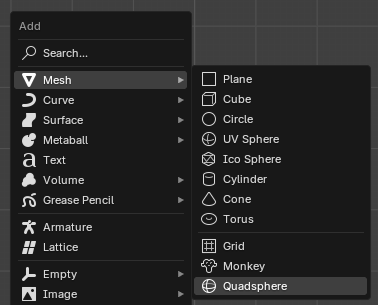 Add
Search...
Mesh
Curve
Surface
Metaball
Text
Volume
Grease Pencil
Armature
Lattice
Empty
Image
Plane
Cube
Circle
UV Sphere
Ico Sphere
Cylinder
Cone
Torus
Grid
Monkey
Quadsphere